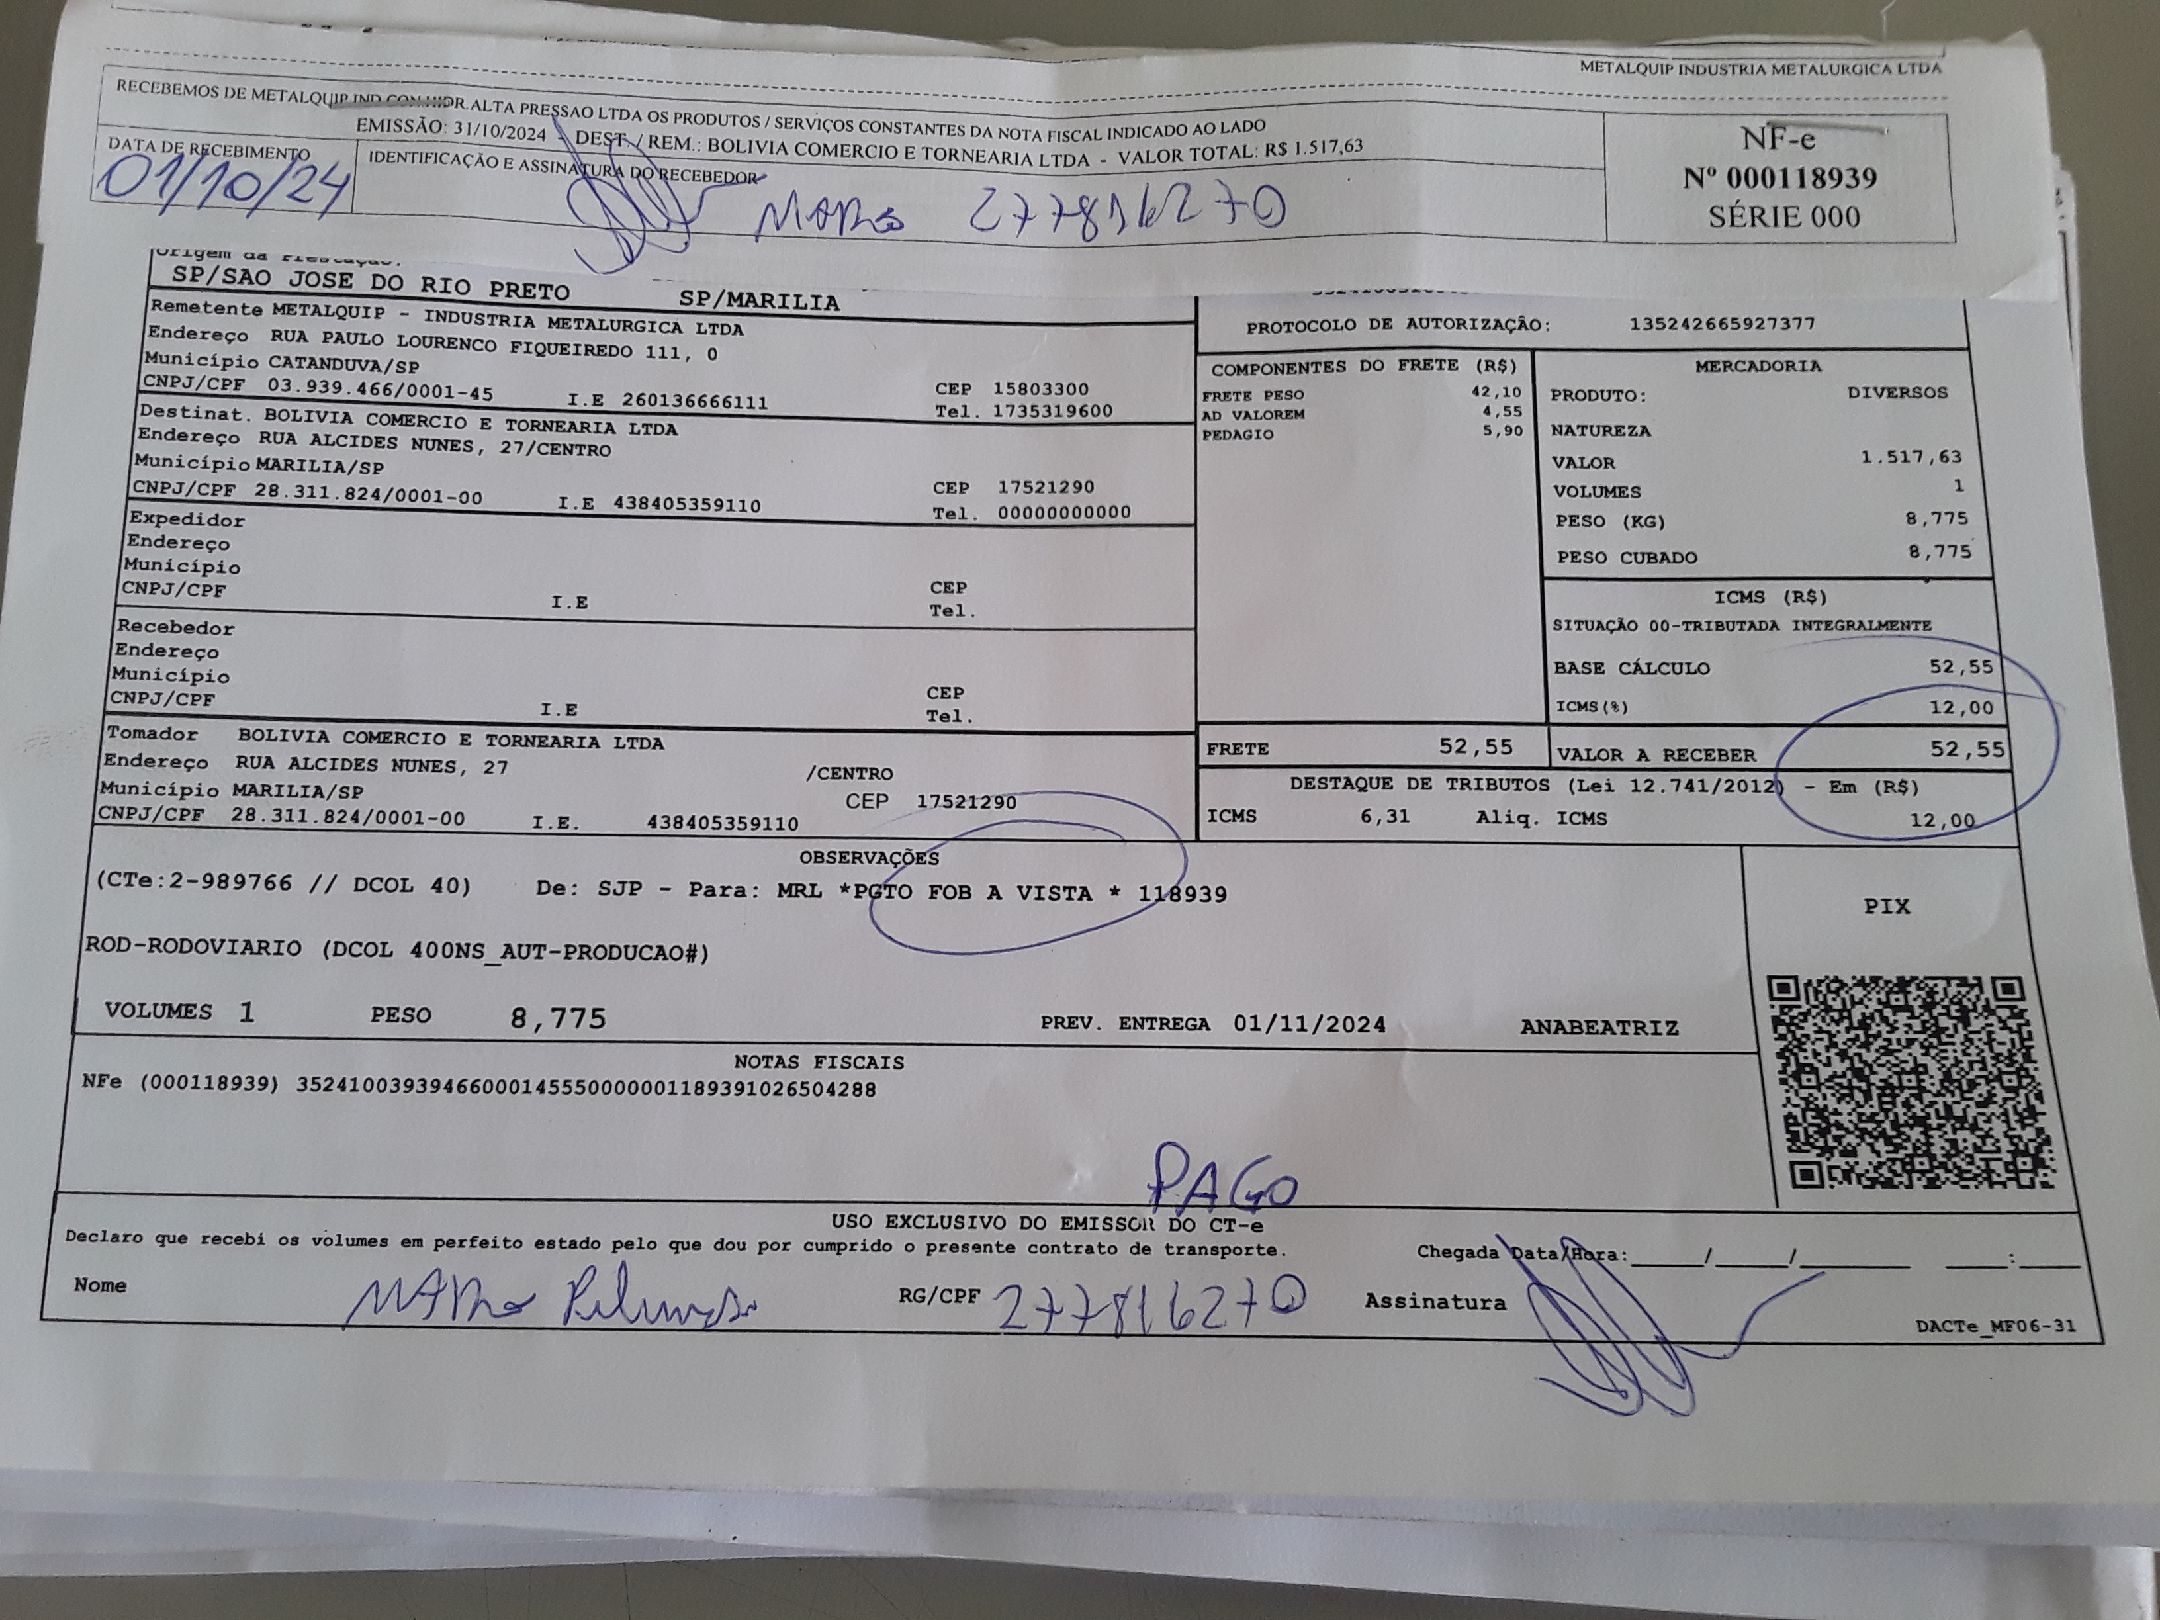 METALQUIP INDUSTRIA METALURGICA LTDA
RECEBEMOS DE METALQUIP IND.CON.HIDR.ALTA PRESSAO LTDA OS PRODUTOS / SERVIÇOS CONSTANTES DA NOTA FISCAL INDICADO AO LADO
EMISSÃO: 31/10/2024 - DEST. / REM.: BOLIVIA COMERCIO E TORNEARIA LTDA - VALOR TOTAL: R$ 1.517,63
DATA DE RECEBIMENTO
01/10/24
IDENTIFICAÇÃO E ASSINATURA DO RECEBEDOR
277816270
NF-e
Nº 000118939
SÉRIE 000
Origem da Prestação:
SP/SAO JOSE DO RIO PRETO SP/MARILIA
Remetente METALQUIP - INDUSTRIA METALURGICA LTDA
Endereço RUA PAULO LOURENCO FIQUEIREDO 111, 0
Município CATANDUVA/SP
CNPJ/CPF 03.939.466/0001-45 I.E 260136666111
CEP 15803300
Tel. 1735319600
Destinat. BOLIVIA COMERCIO E TORNEARIA LTDA
Endereço RUA ALCIDES NUNES, 27/CENTRO
Município MARILIA/SP
CNPJ/CPF 28.311.824/0001-00 I.E 438405359110
CEP 17521290
Tel. 00000000000
Expedidor
Endereço
Município
CNPJ/CPF I.E
CEP
Tel.
Recebedor
Endereço
Município
CNPJ/CPF I.E
CEP
Tel.
Tomador BOLIVIA COMERCIO E TORNEARIA LTDA
Endereço RUA ALCIDES NUNES, 27 /CENTRO
Município MARILIA/SP CEP 17521290
CNPJ/CPF 28.311.824/0001-00 I.E. 438405359110
PROTOCOLO DE AUTORIZAÇÃO: 135242665927377
COMPONENTES DO FRETE (R$)
FRETE PESO 42,10
AD VALOREM 4,55
PEDAGIO 5,90
MERCADORIA
PRODUTO: DIVERSOS
NATUREZA
VALOR 1.517,63
VOLUMES 1
PESO (KG) 8,775
PESO CUBADO 8,775
ICMS (R$)
SITUAÇÃO 00-TRIBUTADA INTEGRALMENTE
BASE CÁLCULO 52,55
ICMS(%) 12,00
FRETE 52,55
VALOR A RECEBER 52,55
DESTAQUE DE TRIBUTOS (Lei 12.741/2012) - Em (R$)
ICMS 6,31 Aliq. ICMS 12,00
OBSERVAÇÕES
(CTe:2-989766 // DCOL 40) De: SJP - Para: MRL *PGTO FOB A VISTA * 118939
ROD-RODOVIARIO (DCOL 400NS_AUT-PRODUCAO#)
VOLUMES 1 PESO 8,775 PREV. ENTREGA 01/11/2024 ANABEATRIZ
PIX
NOTAS FISCAIS
NFe (000118939) 35241003939466000145550000001189391026504288
PAGO
USO EXCLUSIVO DO EMISSOR DO CT-e
Declaro que recebi os volumes em perfeito estado pelo que dou por cumprido o presente contrato de transporte.
Chegada Data/Hora:_____/_____/________ ____:____
Nome
RG/CPF 277816270
Assinatura
DACTe_MF06-31